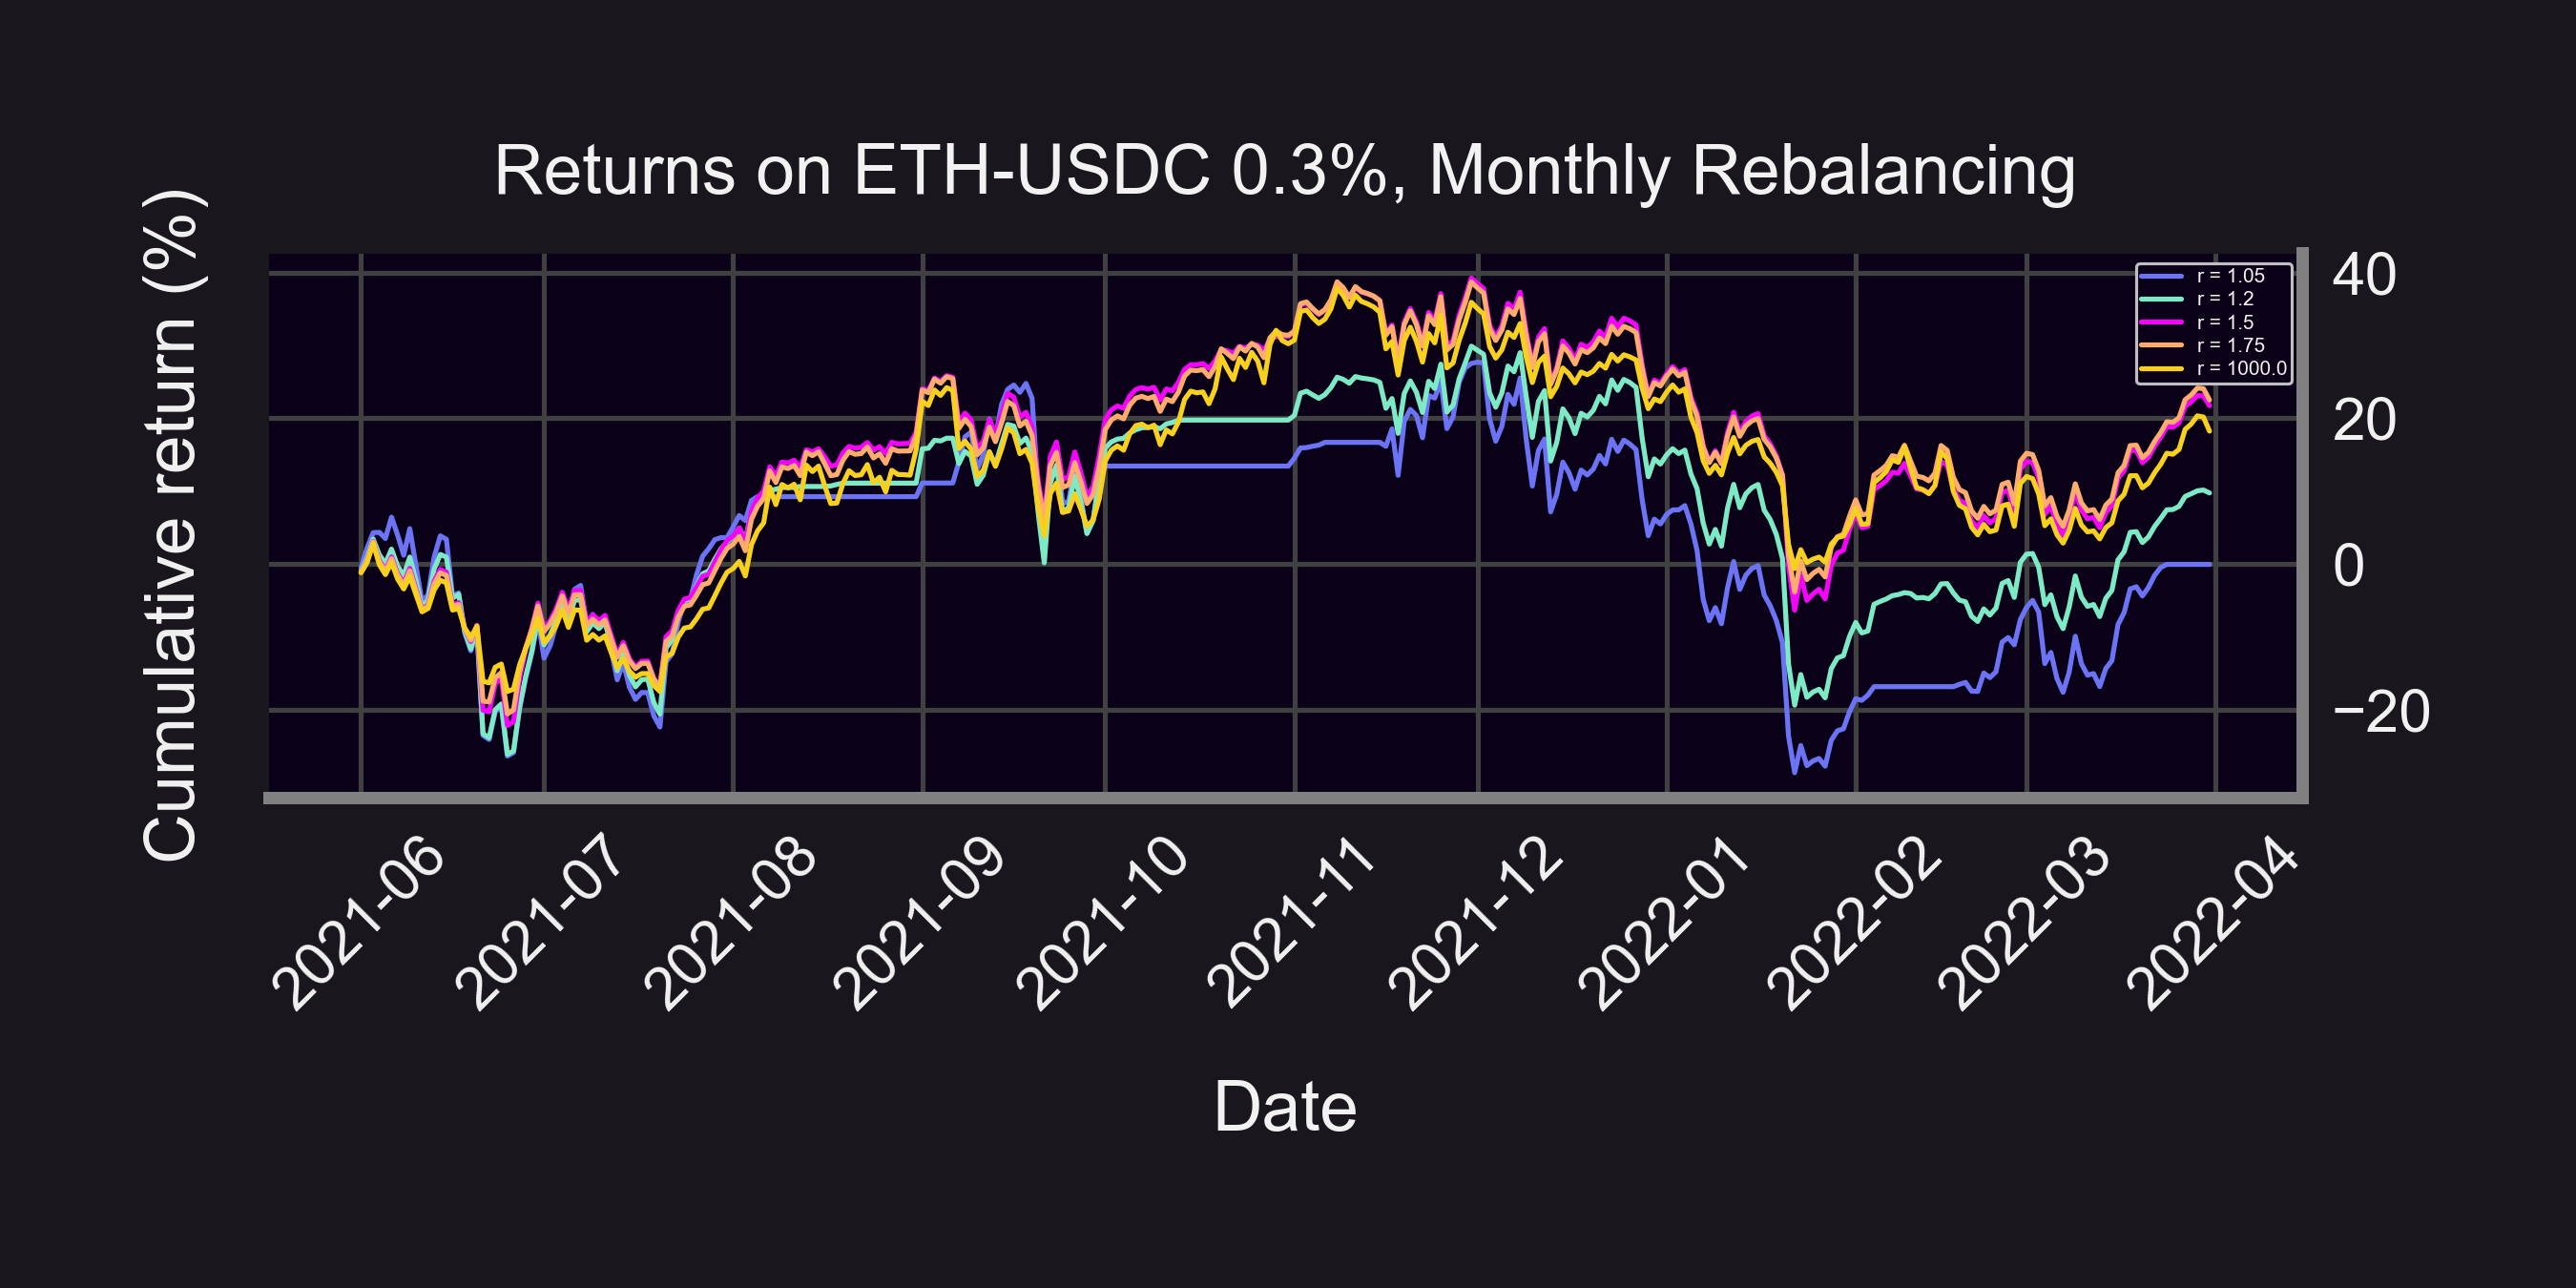 Returns on ETH-USDC 0.3%, Monthly Rebalancing
Cumulative return (%)
r = 1.05
r = 1.2
r = 1.5
r = 1.75
r = 1000.0
40
20
0
−20
2021-06
2021-07
2021-08
2021-09
2021-10
2021-11
2021-12
2022-01
2022-02
2022-03
2022-04
Date